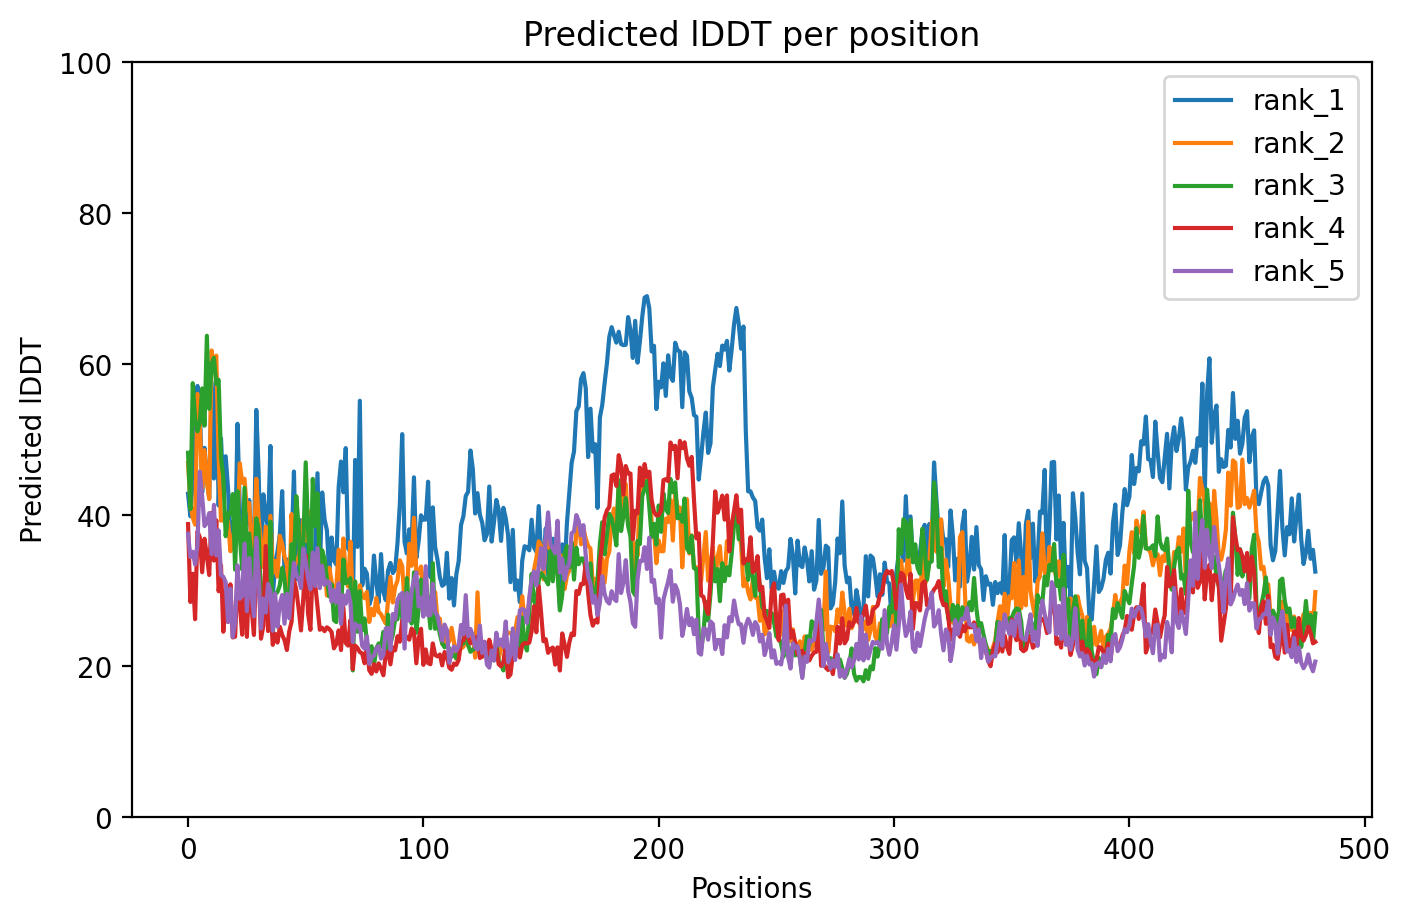 Predicted lDDT per position
100
80
60
40
20
0
Predicted lDDT
0 100 200 300 400 500
Positions
rank_1
rank_2
rank_3
rank_4
rank_5